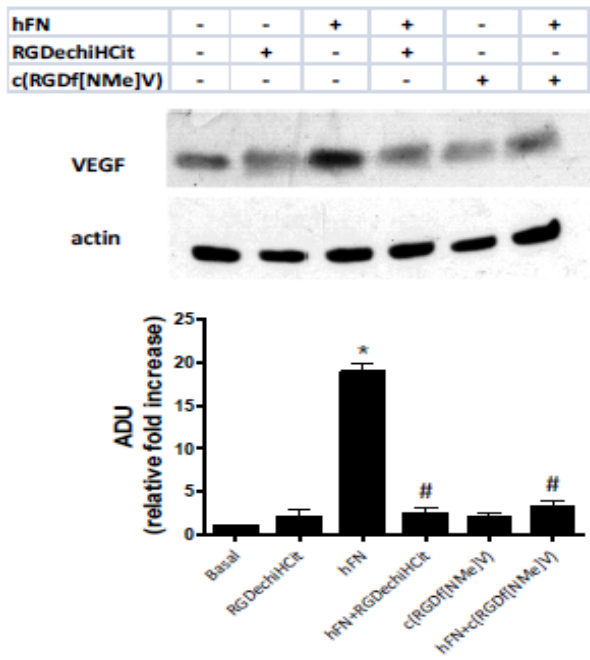 hFN - - + + - +
RGDechiHCit - + - + - -
c(RGDf[NMe]V) - - - - + +
VEGF
actin
25
20
15
10
5
0
ADU
(relative fold increase)
*
#
#
Basal
RGDechiHCit
hFN
hFN+RGDechiHCit
c(RGDf[NMe]V)
hFN+c(RGDf[NMe]V)